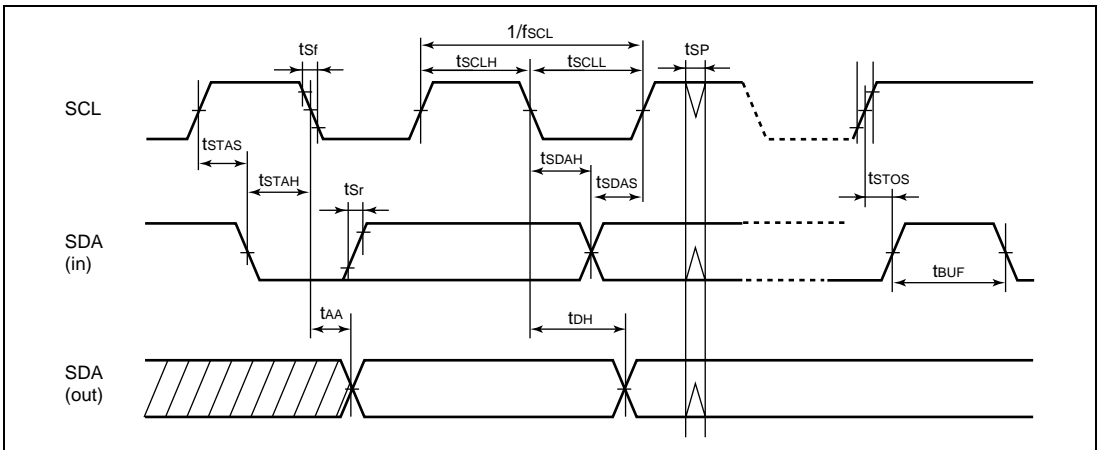 1/fSCL
tSf
tSCLH
tSCLL
tSP
SCL
tSTAS
tSTAH
tSr
tSDAH
tSDAS
tSTOS
SDA
(in)
tBUF
tAA
tDH
SDA
(out)